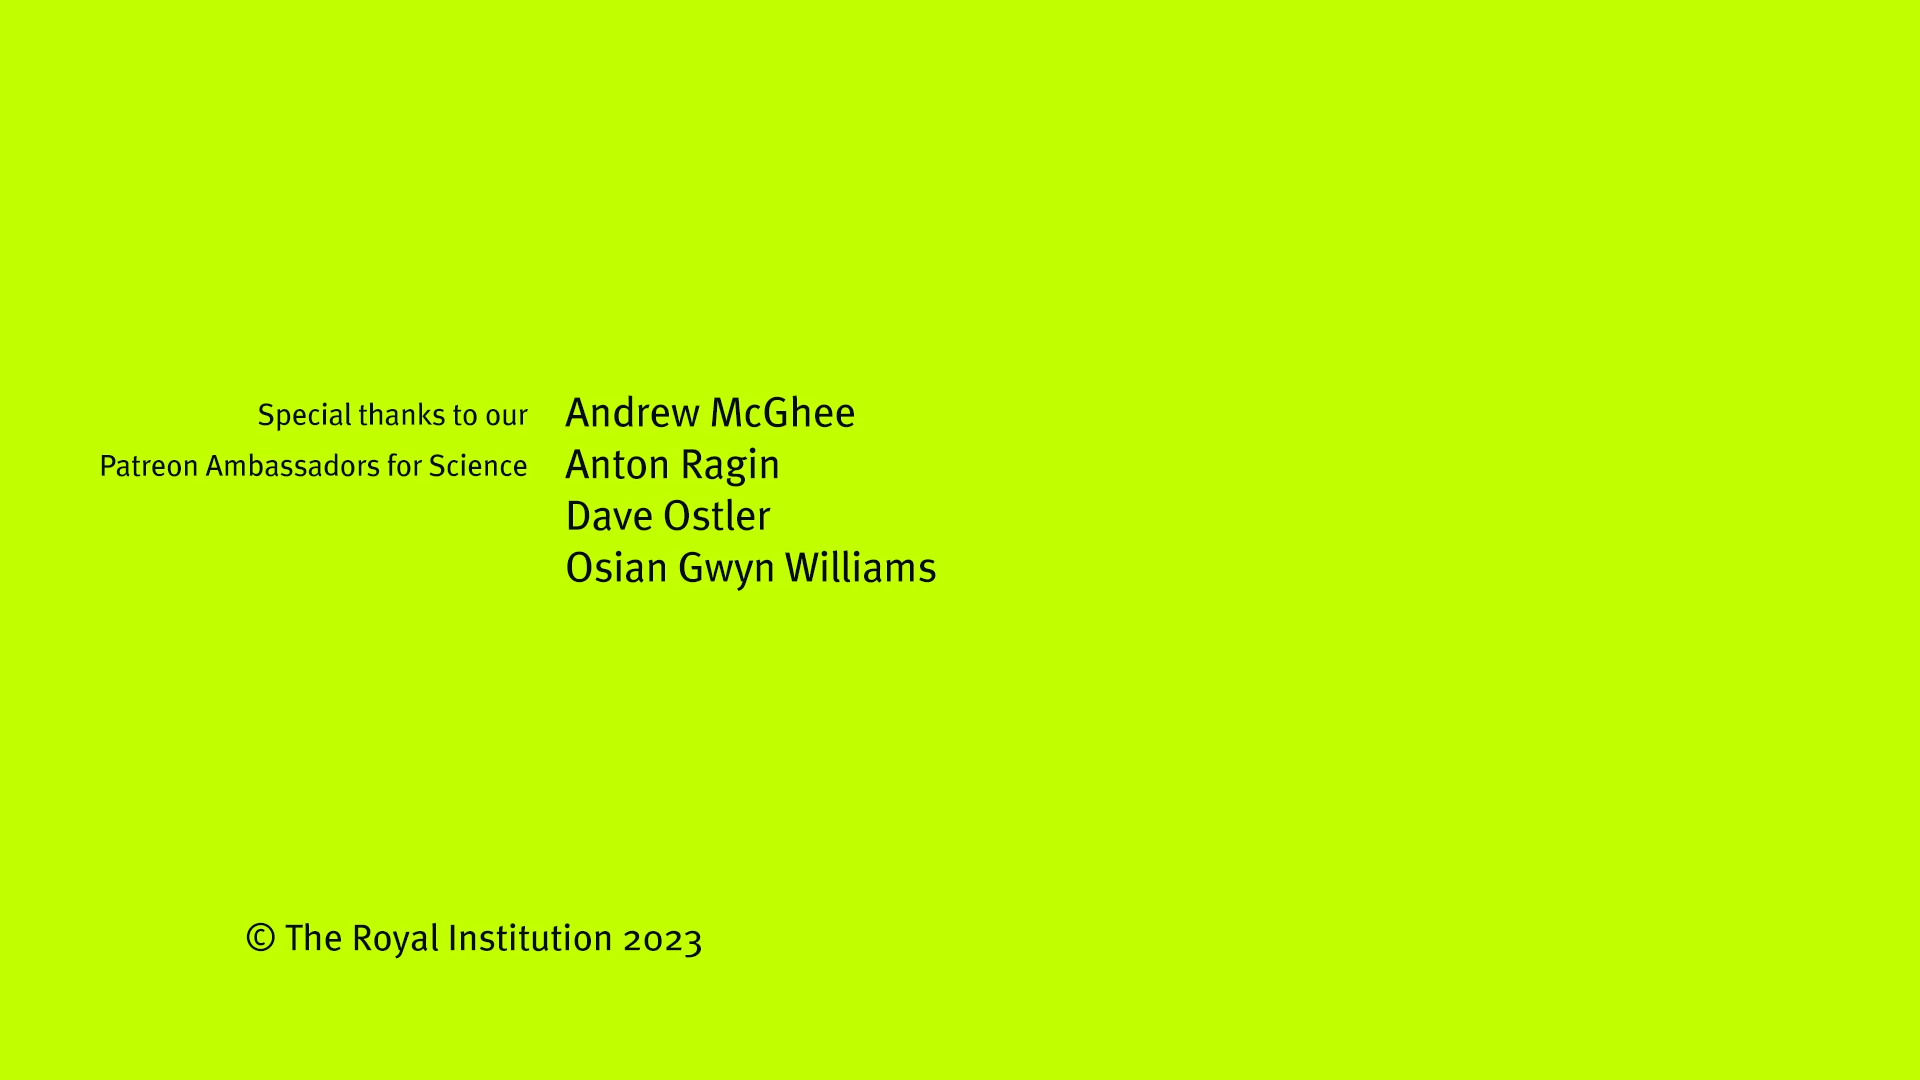 Special thanks to our Andrew McGhee
Patreon Ambassadors for Science Anton Ragin
Dave Ostler
Osian Gwyn Williams
© The Royal Institution 2023